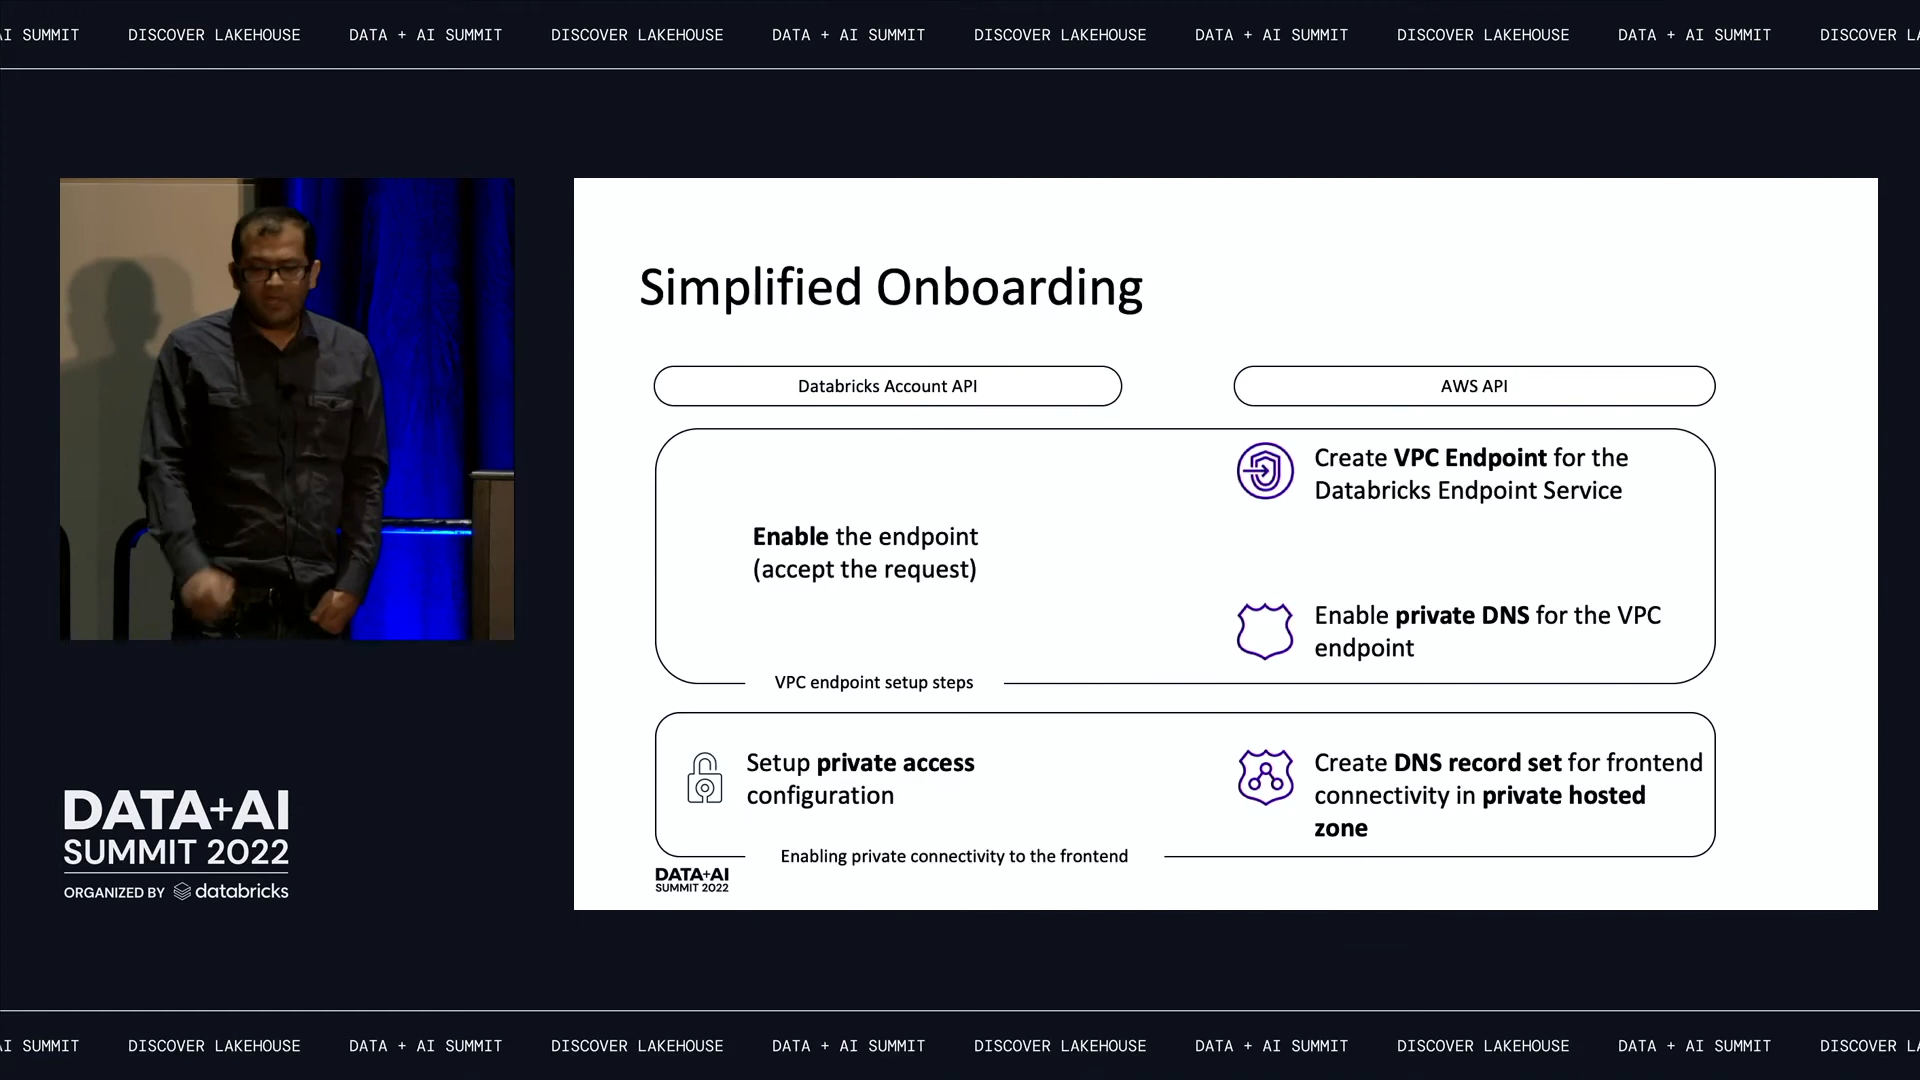 AI SUMMIT DISCOVER LAKEHOUSE DATA + AI SUMMIT DISCOVER LAKEHOUSE DATA + AI SUMMIT DISCOVER LAKEHOUSE DATA + AI SUMMIT DISCOVER LAKEHOUSE DATA + AI SUMMIT DISCOVER LA
Simplified Onboarding
Databricks Account API
AWS API
Create VPC Endpoint for the
Databricks Endpoint Service
Enable the endpoint
(accept the request)
Enable private DNS for the VPC
endpoint
VPC endpoint setup steps
Setup private access
configuration
Create DNS record set for frontend
connectivity in private hosted
zone
Enabling private connectivity to the frontend
DATA+AI
SUMMIT 2022
DATA+AI
SUMMIT 2022
ORGANIZED BY databricks
AI SUMMIT DISCOVER LAKEHOUSE DATA + AI SUMMIT DISCOVER LAKEHOUSE DATA + AI SUMMIT DISCOVER LAKEHOUSE DATA + AI SUMMIT DISCOVER LAKEHOUSE DATA + AI SUMMIT DISCOVER L